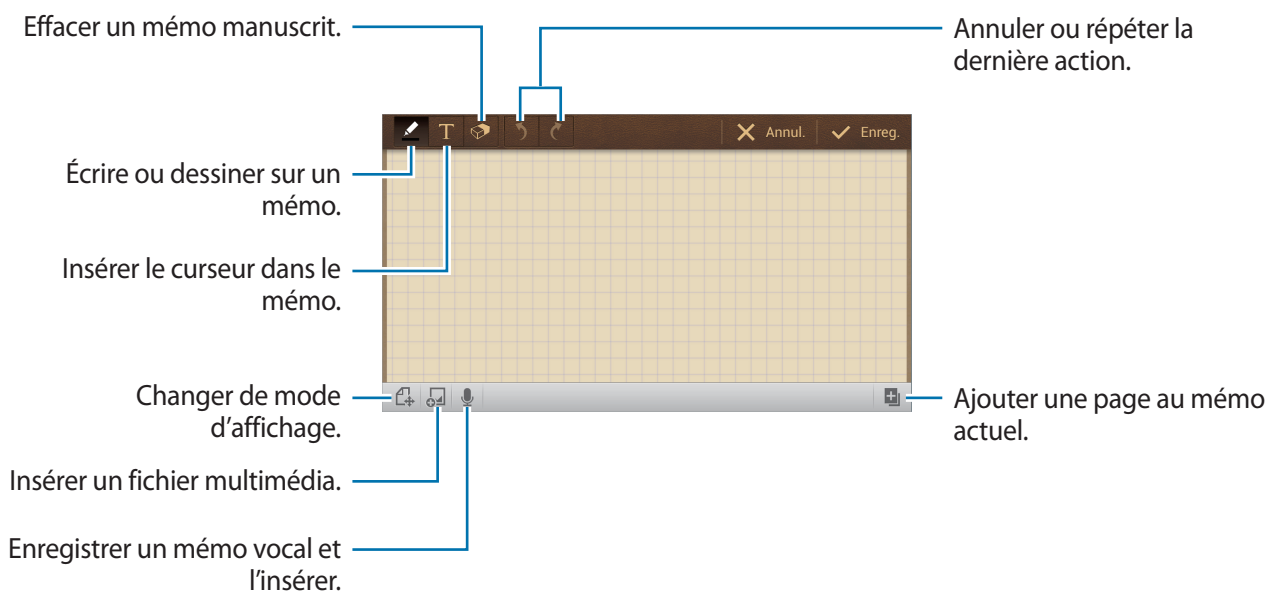 Effacer un mémo manuscrit.
Annuler ou répéter la
dernière action.
T
Annul.
Enreg.
Écrire ou dessiner sur un
mémo.
Insérer le curseur dans le
mémo.
Changer de mode
d’affichage.
Ajouter une page au mémo
actuel.
Insérer un fichier multimédia.
Enregistrer un mémo vocal et
l’insérer.